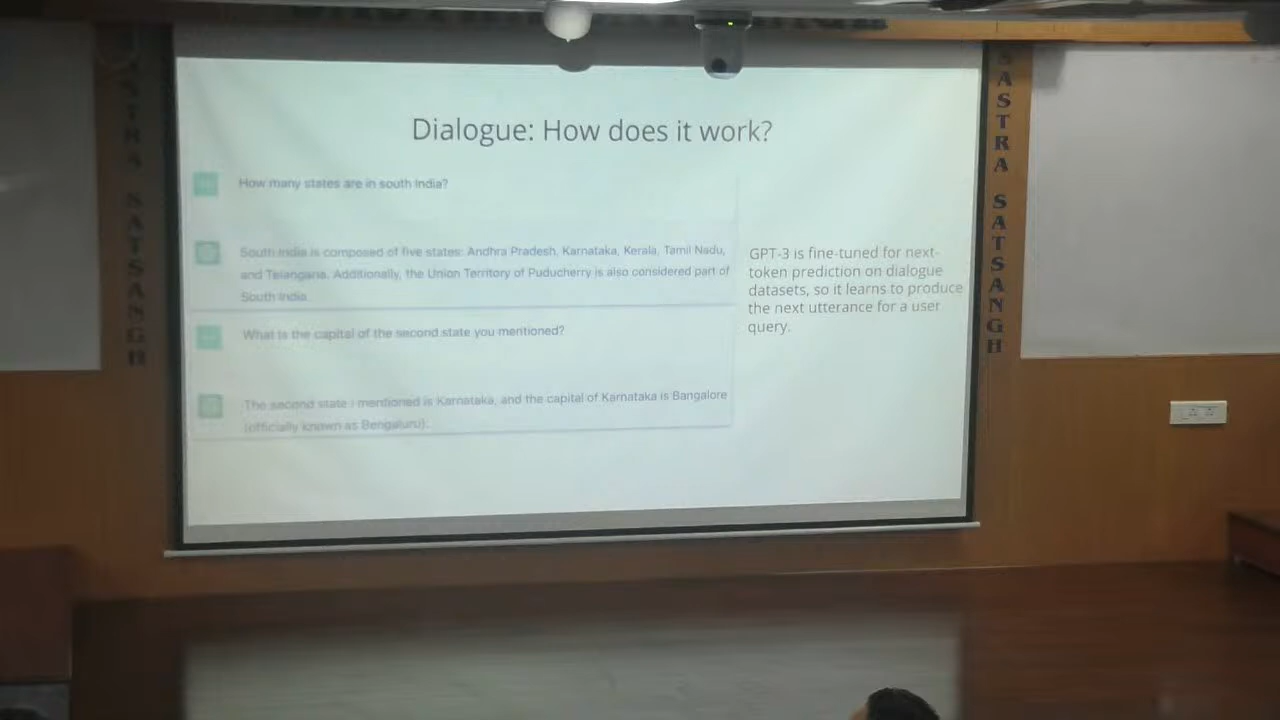 Dialogue: How does it work?
How many states are in south India?
South India is composed of five states: Andhra Pradesh, Karnataka, Kerala, Tamil Nadu,
and Telangana. Additionally, the Union Territory of Puducherry is also considered part of
South India.
What is the capital of the second state you mentioned?
The second state I mentioned is Karnataka, and the capital of Karnataka is Bangalore
(officially known as Bengaluru).
GPT-3 is fine-tuned for next-
token prediction on dialogue
datasets, so it learns to produce
the next utterance for a user
query.
SASTRA SATSANGH
SASTRA SATSANGH